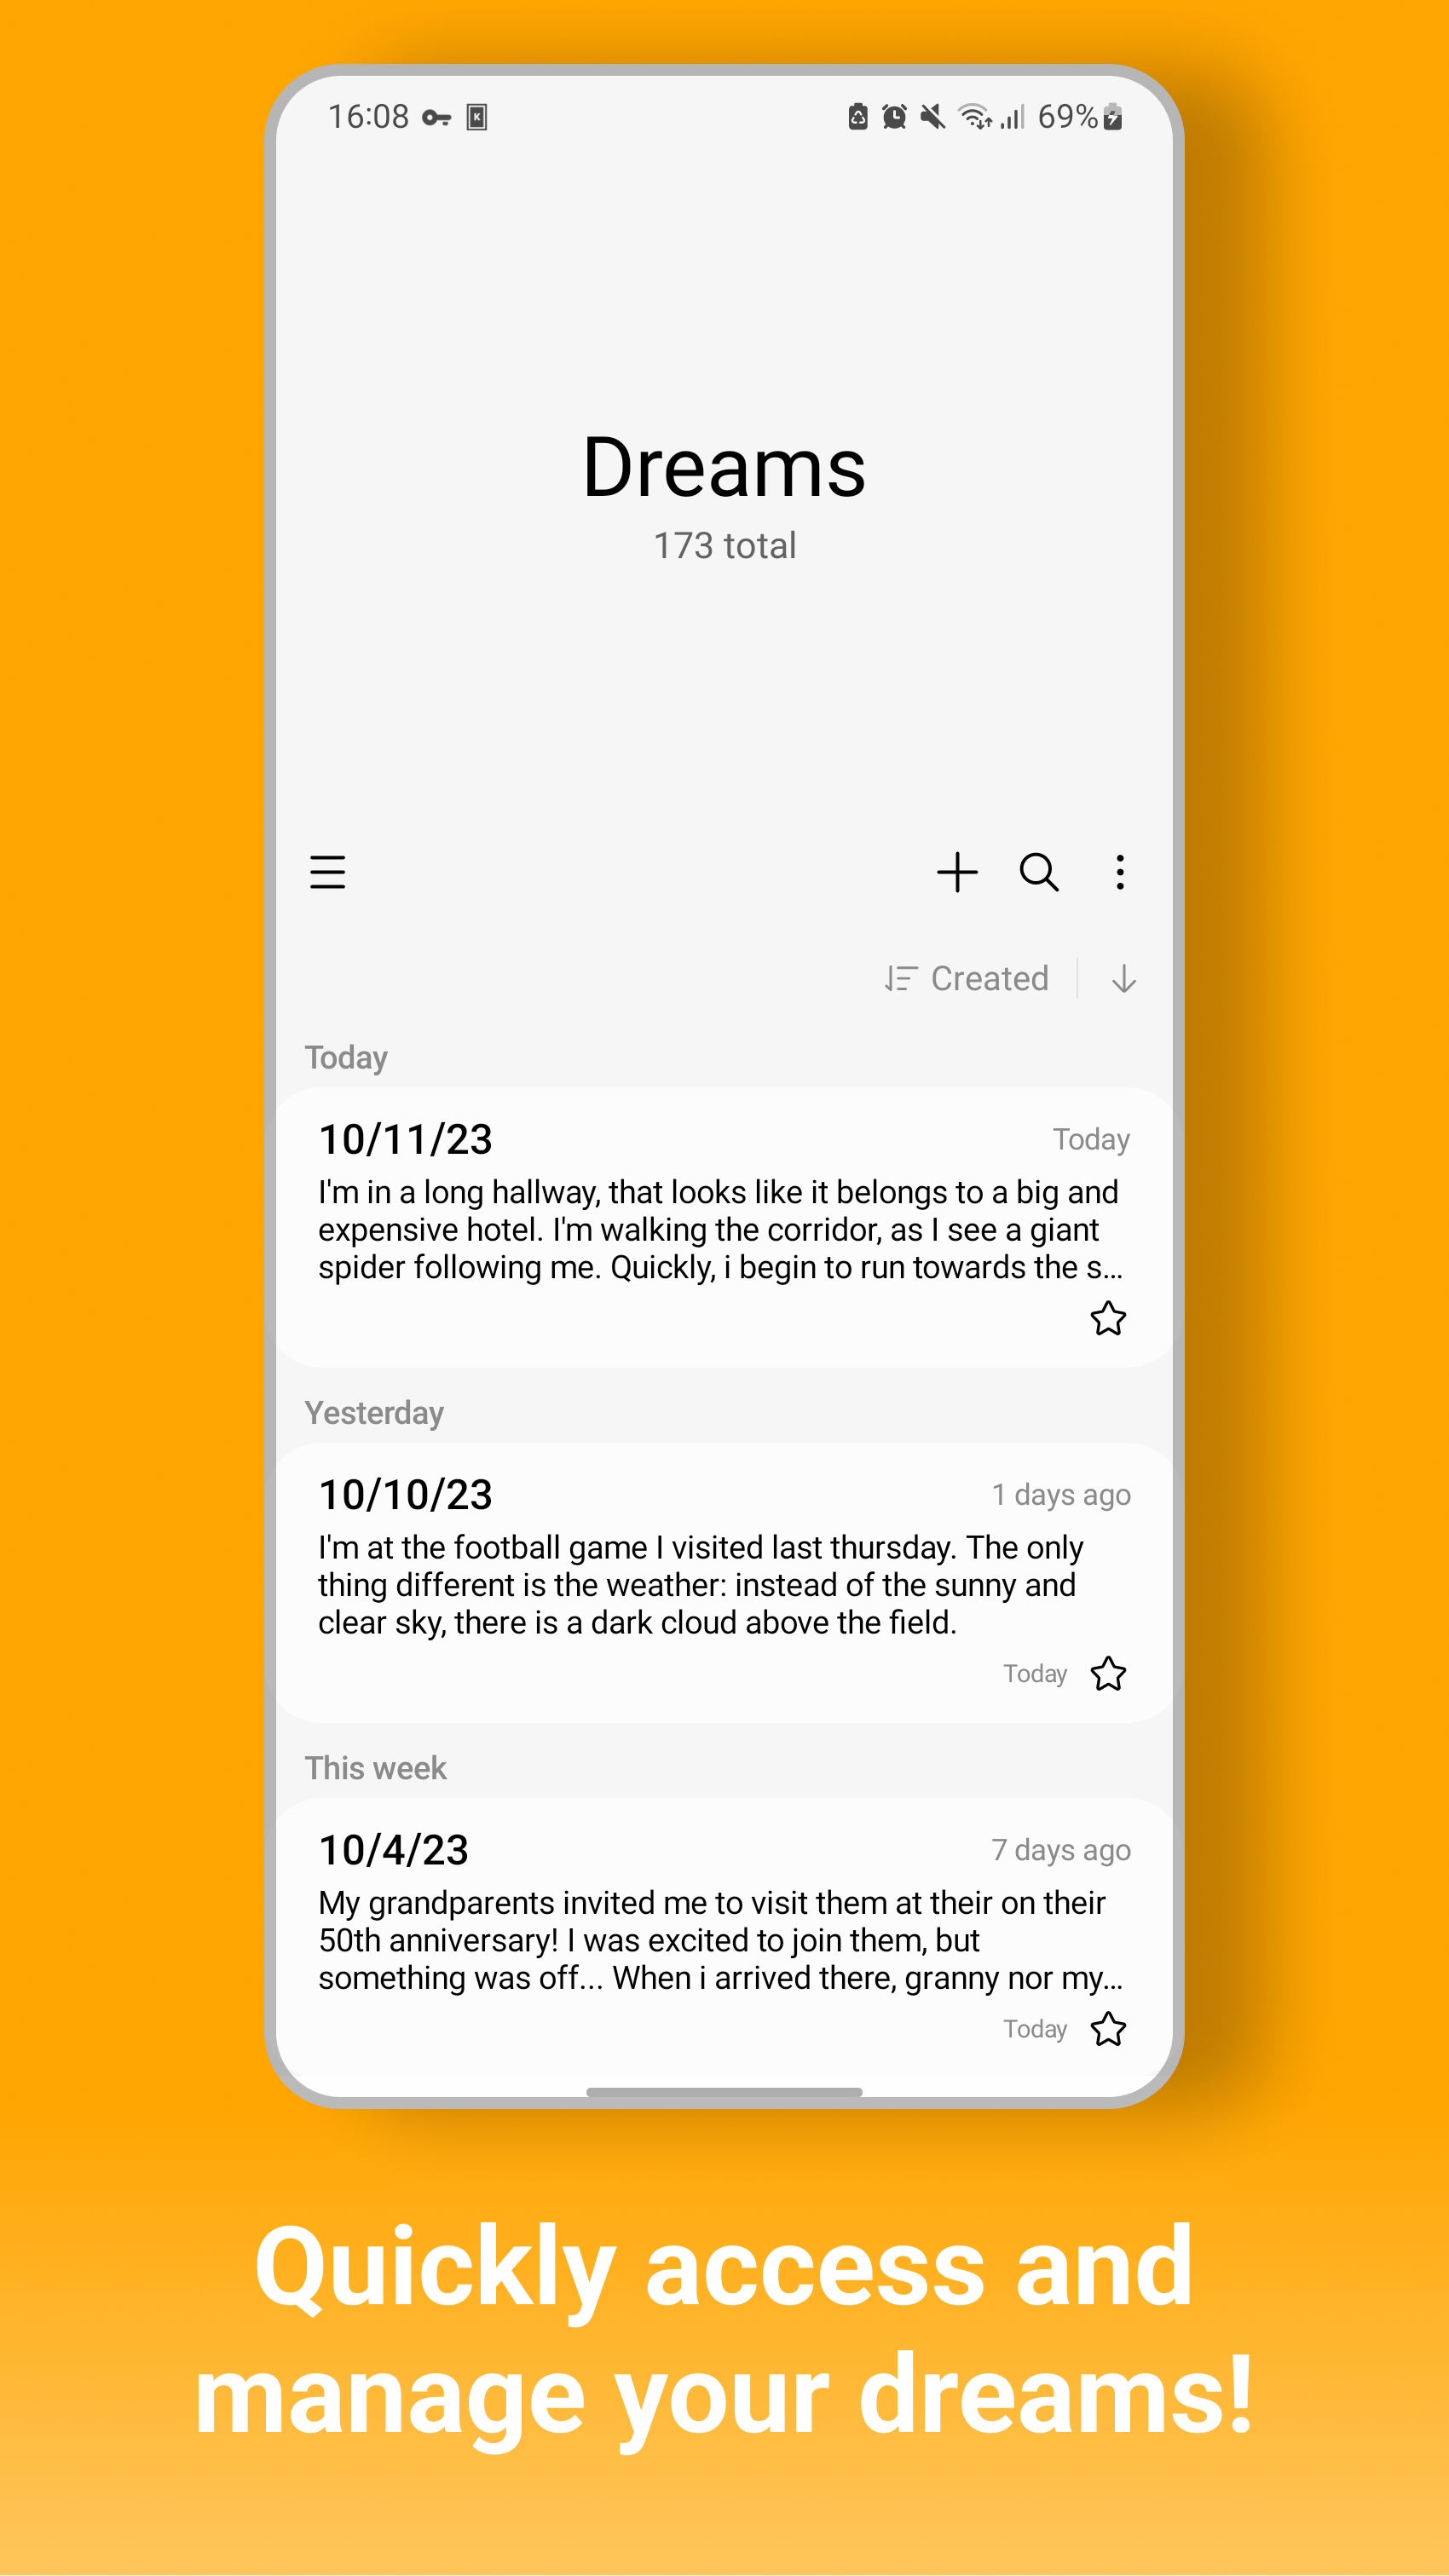 16:08
69%
Dreams
173 total
Created
Today
10/11/23
Today
I'm in a long hallway, that looks like it belongs to a big and
expensive hotel. I'm walking the corridor, as I see a giant
spider following me. Quickly, i begin to run towards the s...
Yesterday
10/10/23
1 days ago
I'm at the football game I visited last thursday. The only
thing different is the weather: instead of the sunny and
clear sky, there is a dark cloud above the field.
Today
This week
10/4/23
7 days ago
My grandparents invited me to visit them at their on their
50th anniversary! I was excited to join them, but
something was off... When i arrived there, granny nor my...
Today
Quickly access and
manage your dreams!